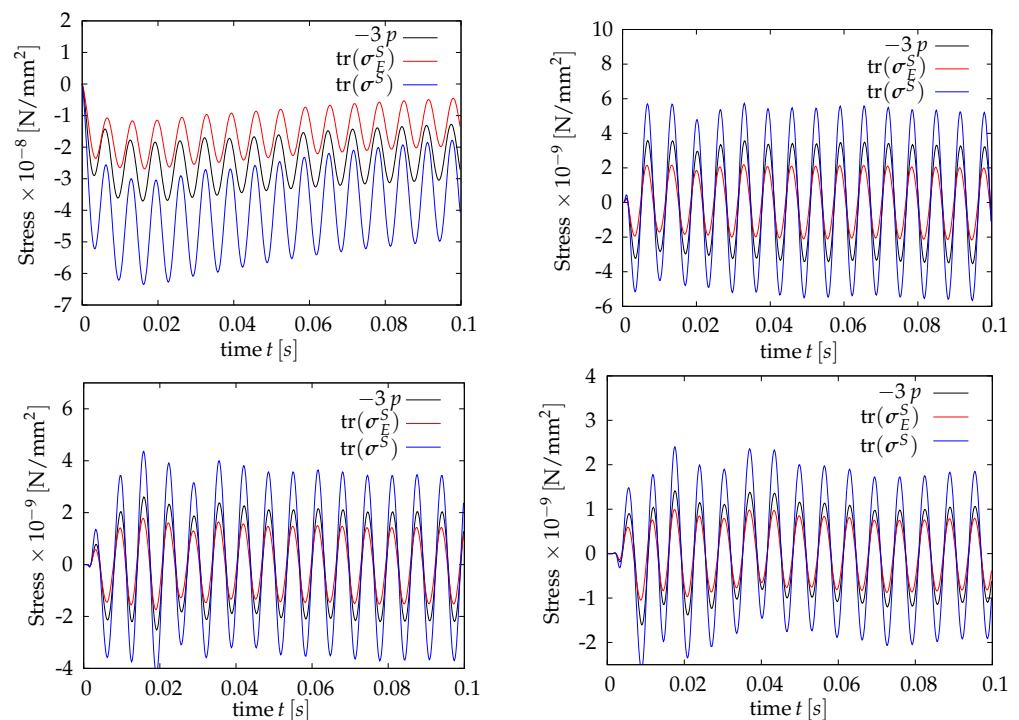 Stress × 10⁻⁸ [N/mm²]
2
1
0
-1
-2
-3
-4
-5
-6
-7
−3 p
tr(σ_E^S)
tr(σ^S)
0 0.02 0.04 0.06 0.08 0.1
time t [s]
Stress × 10⁻⁹ [N/mm²]
10
8
6
4
2
0
-2
-4
-6
−3 p
tr(σ_E^S)
tr(σ^S)
0 0.02 0.04 0.06 0.08 0.1
time t [s]
Stress × 10⁻⁹ [N/mm²]
6
4
2
0
-2
-4
−3 p
tr(σ_E^S)
tr(σ^S)
0 0.02 0.04 0.06 0.08 0.1
time t [s]
Stress × 10⁻⁹ [N/mm²]
4
3
2
1
0
-1
-2
−3 p
tr(σ_E^S)
tr(σ^S)
0 0.02 0.04 0.06 0.08 0.1
time t [s]